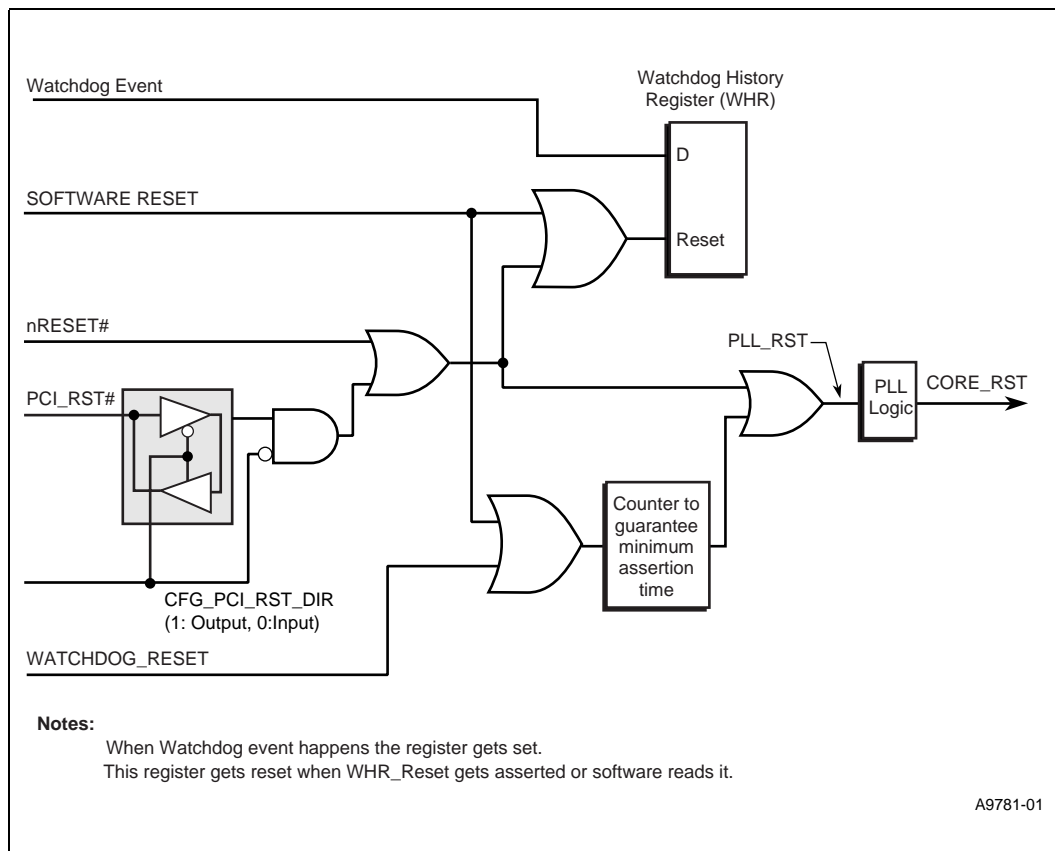 Watchdog Event
Watchdog History
Register (WHR)
D
SOFTWARE RESET
Reset
nRESET#
PLL_RST
PCI_RST#
PLL
Logic
CORE_RST
Counter to
guarantee
minimum
assertion
time
CFG_PCI_RST_DIR
(1: Output, 0:Input)
WATCHDOG_RESET
Notes:
When Watchdog event happens the register gets set.
This register gets reset when WHR_Reset gets asserted or software reads it.
A9781-01